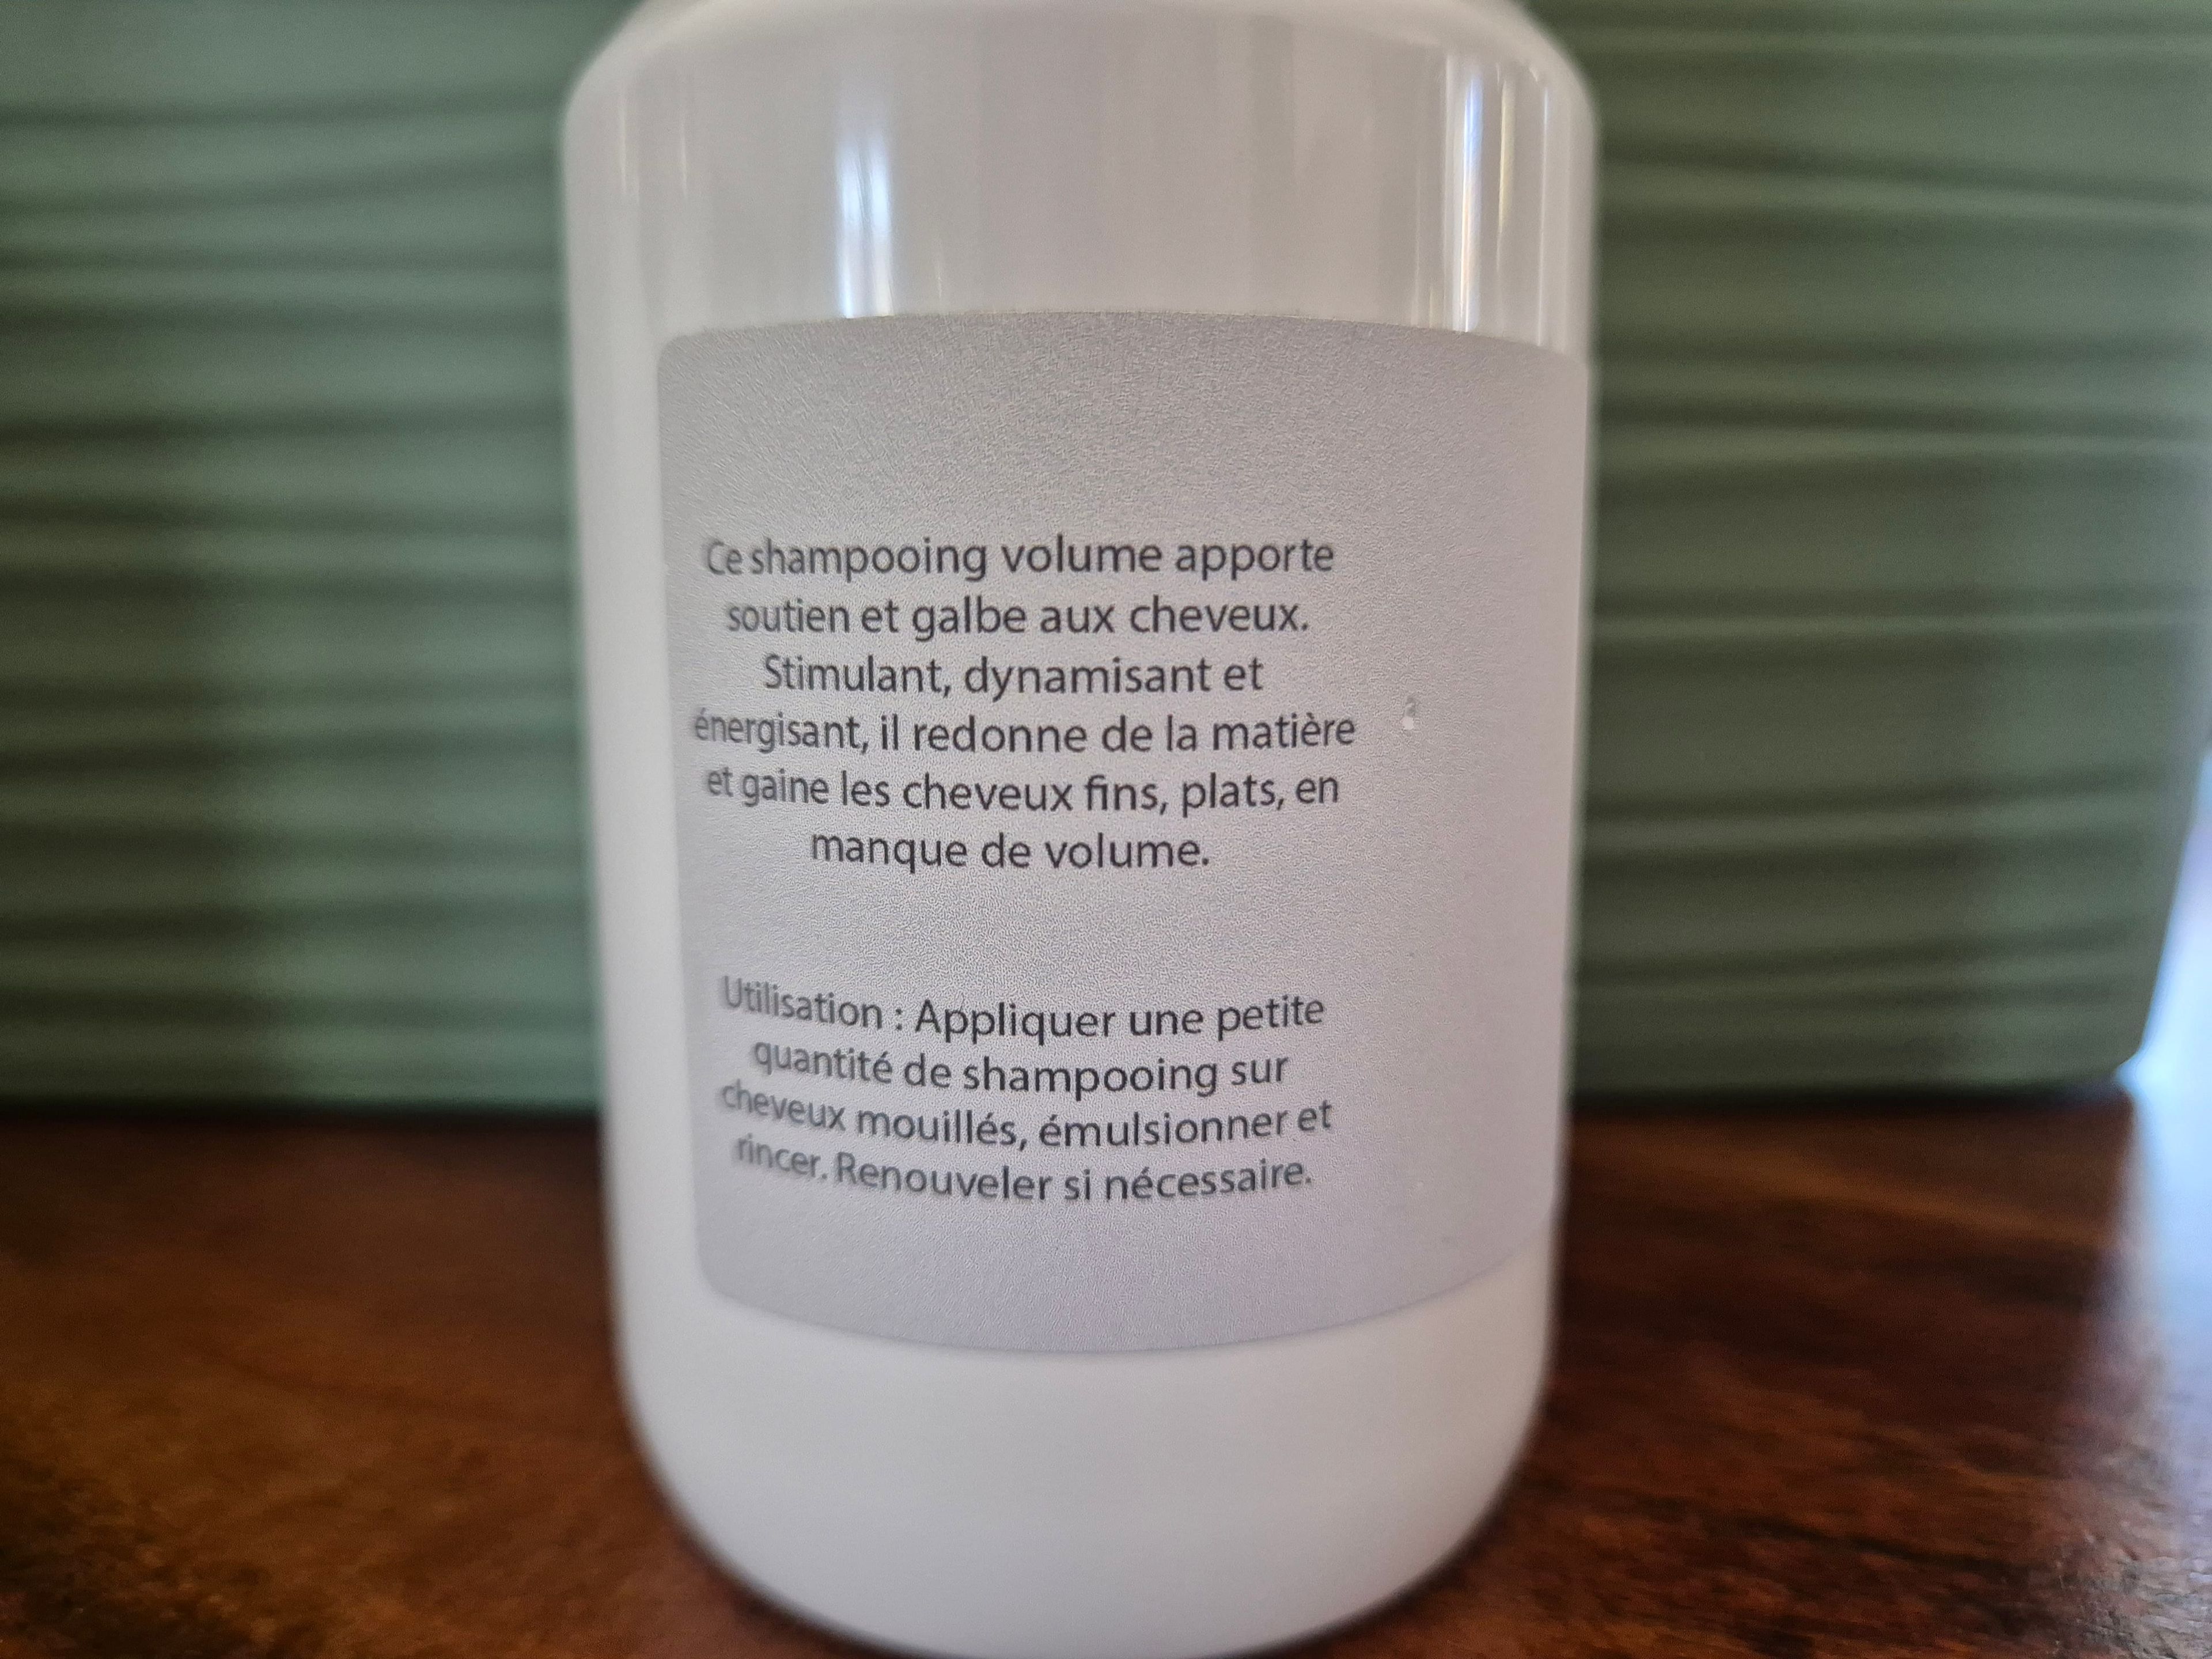 Ce shampooing volume apporte
soutien et galbe aux cheveux.
Stimulant, dynamisant et
énergisant, il redonne de la matière
et gaine les cheveux fins, plats, en
manque de volume.
Utilisation : Appliquer une petite
quantité de shampooing sur
cheveux mouillés, émulsionner et
rincer. Renouveler si nécessaire.